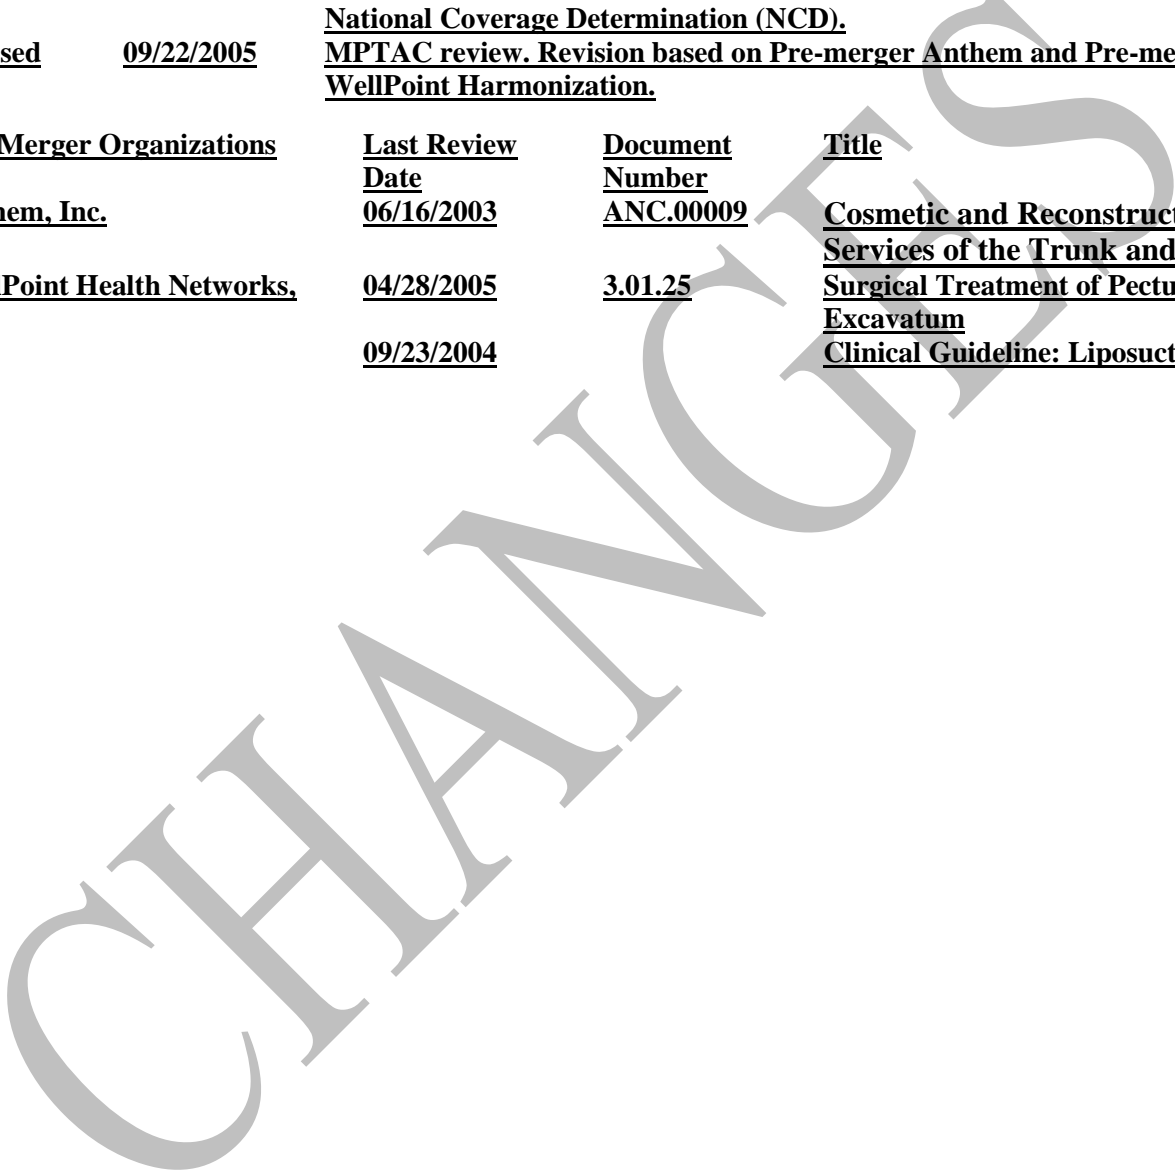 National Coverage Determination (NCD).
sed 09/22/2005 MPTAC review. Revision based on Pre-merger Anthem and Pre-me
WellPoint Harmonization.
Merger Organizations Last Review Document Title
Date Number
hem, Inc. 06/16/2003 ANC.00009 Cosmetic and Reconstruct
Services of the Trunk and
lPoint Health Networks, 04/28/2005 3.01.25 Surgical Treatment of Pectu
Excavatum
09/23/2004 Clinical Guideline: Liposuct
CHANGES